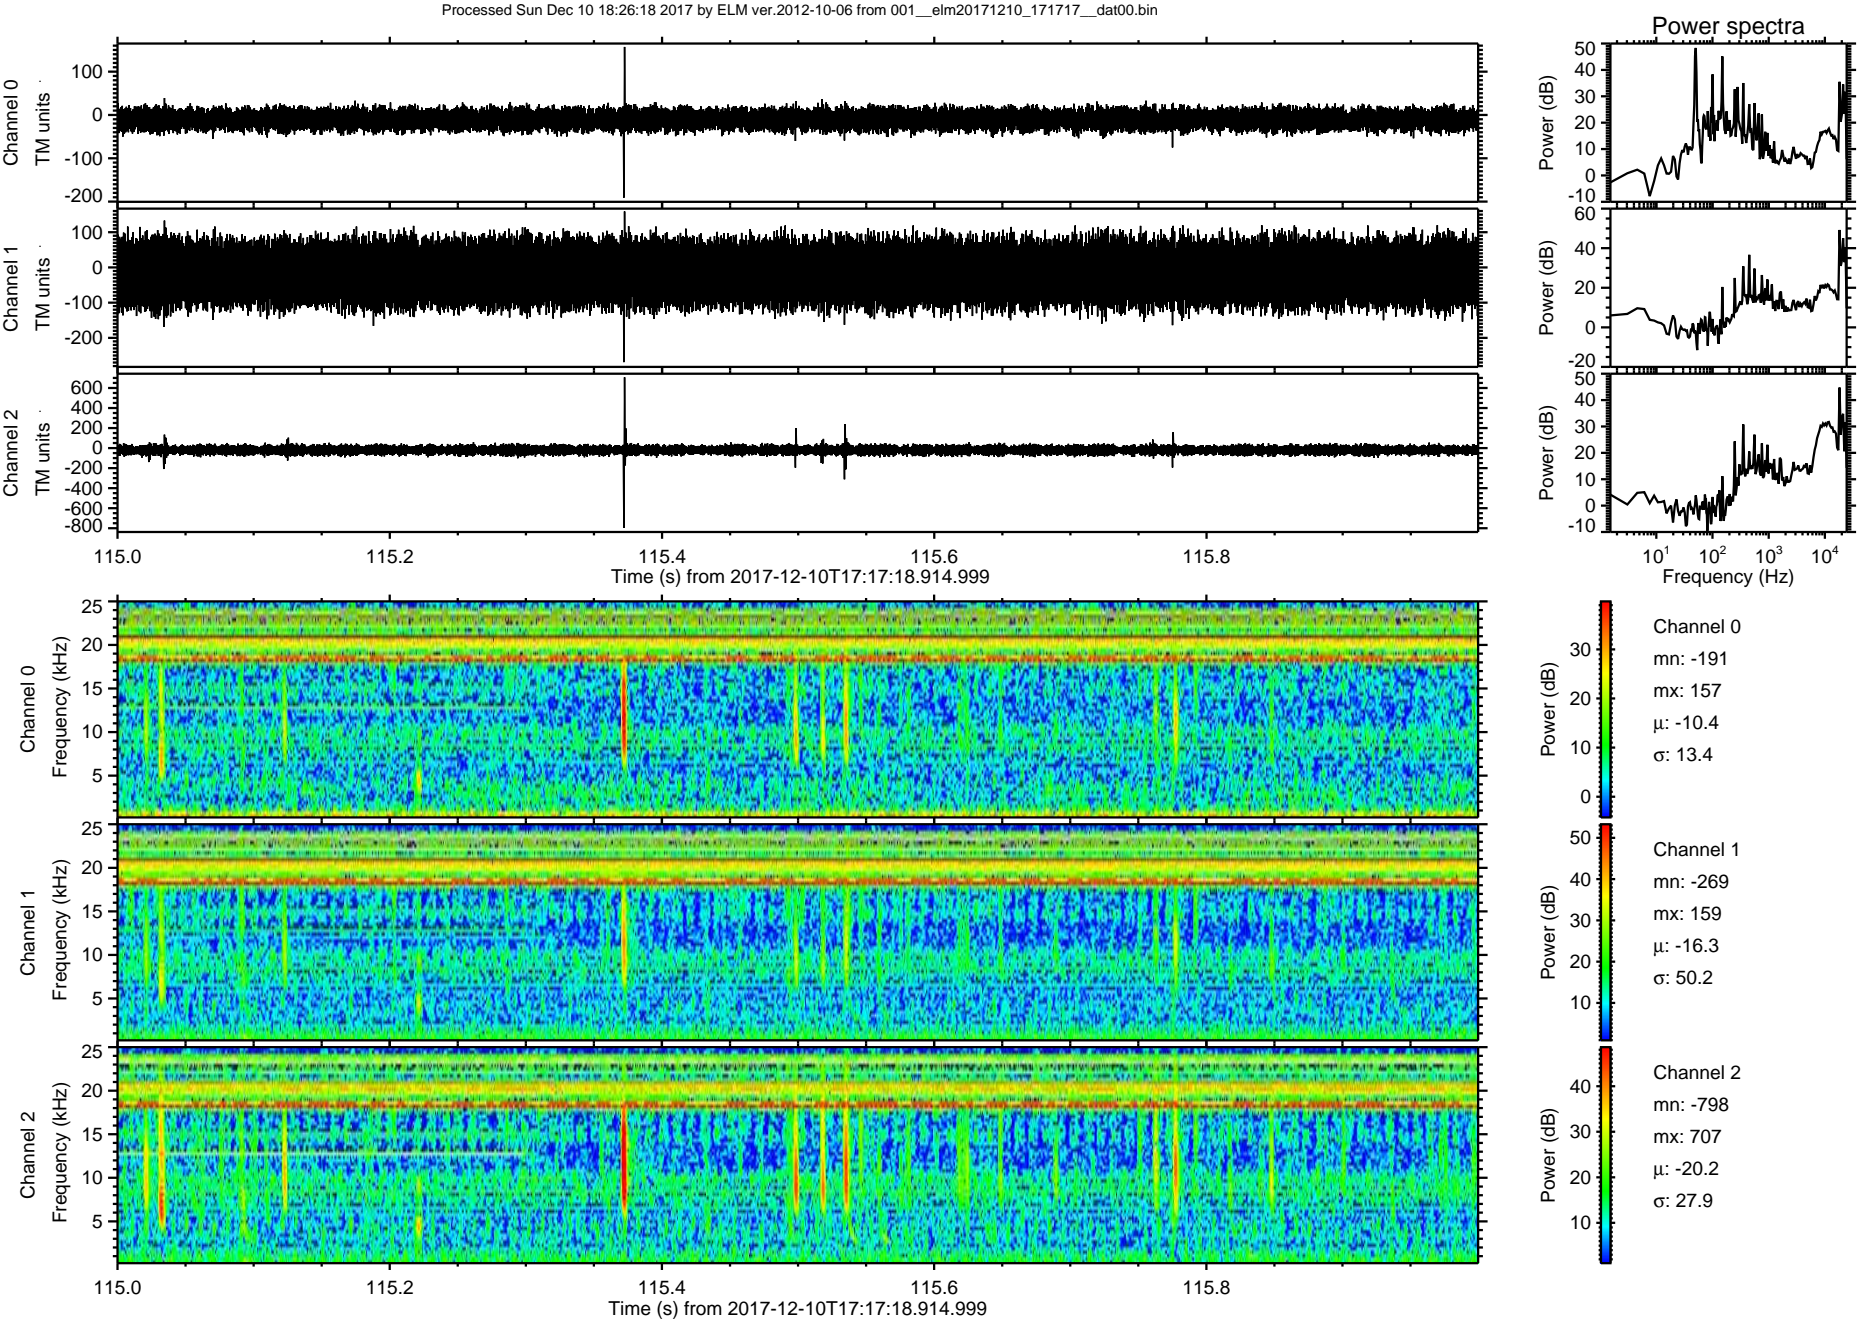 Processed Sun Dec 10 18:26:18 2017 by ELM ver.2012-10-06 from 001__elm20171210_171717__dat00.bin
Power spectra
Channel 0
TM units
100
0
-100
-200
Power (dB)
50
40
30
20
10
0
-10
Channel 1
TM units
100
0
-100
-200
Power (dB)
60
40
20
0
-20
Channel 2
TM units
600
400
200
0
-200
-400
-600
-800
Power (dB)
50
40
30
20
10
0
-10
115.0 115.2 115.4 115.6 115.8
Time (s) from 2017-12-10T17:17:18.914.999
10^1 10^2 10^3 10^4
Frequency (Hz)
Channel 0
Frequency (kHz)
25
20
15
10
5
Power (dB)
30
20
10
0
Channel 0
mn: -191
mx: 157
μ: -10.4
σ: 13.4
Channel 1
Frequency (kHz)
25
20
15
10
5
Power (dB)
50
40
30
20
10
Channel 1
mn: -269
mx: 159
μ: -16.3
σ: 50.2
Channel 2
Frequency (kHz)
25
20
15
10
5
Power (dB)
40
30
20
10
Channel 2
mn: -798
mx: 707
μ: -20.2
σ: 27.9
115.0 115.2 115.4 115.6 115.8
Time (s) from 2017-12-10T17:17:18.914.999